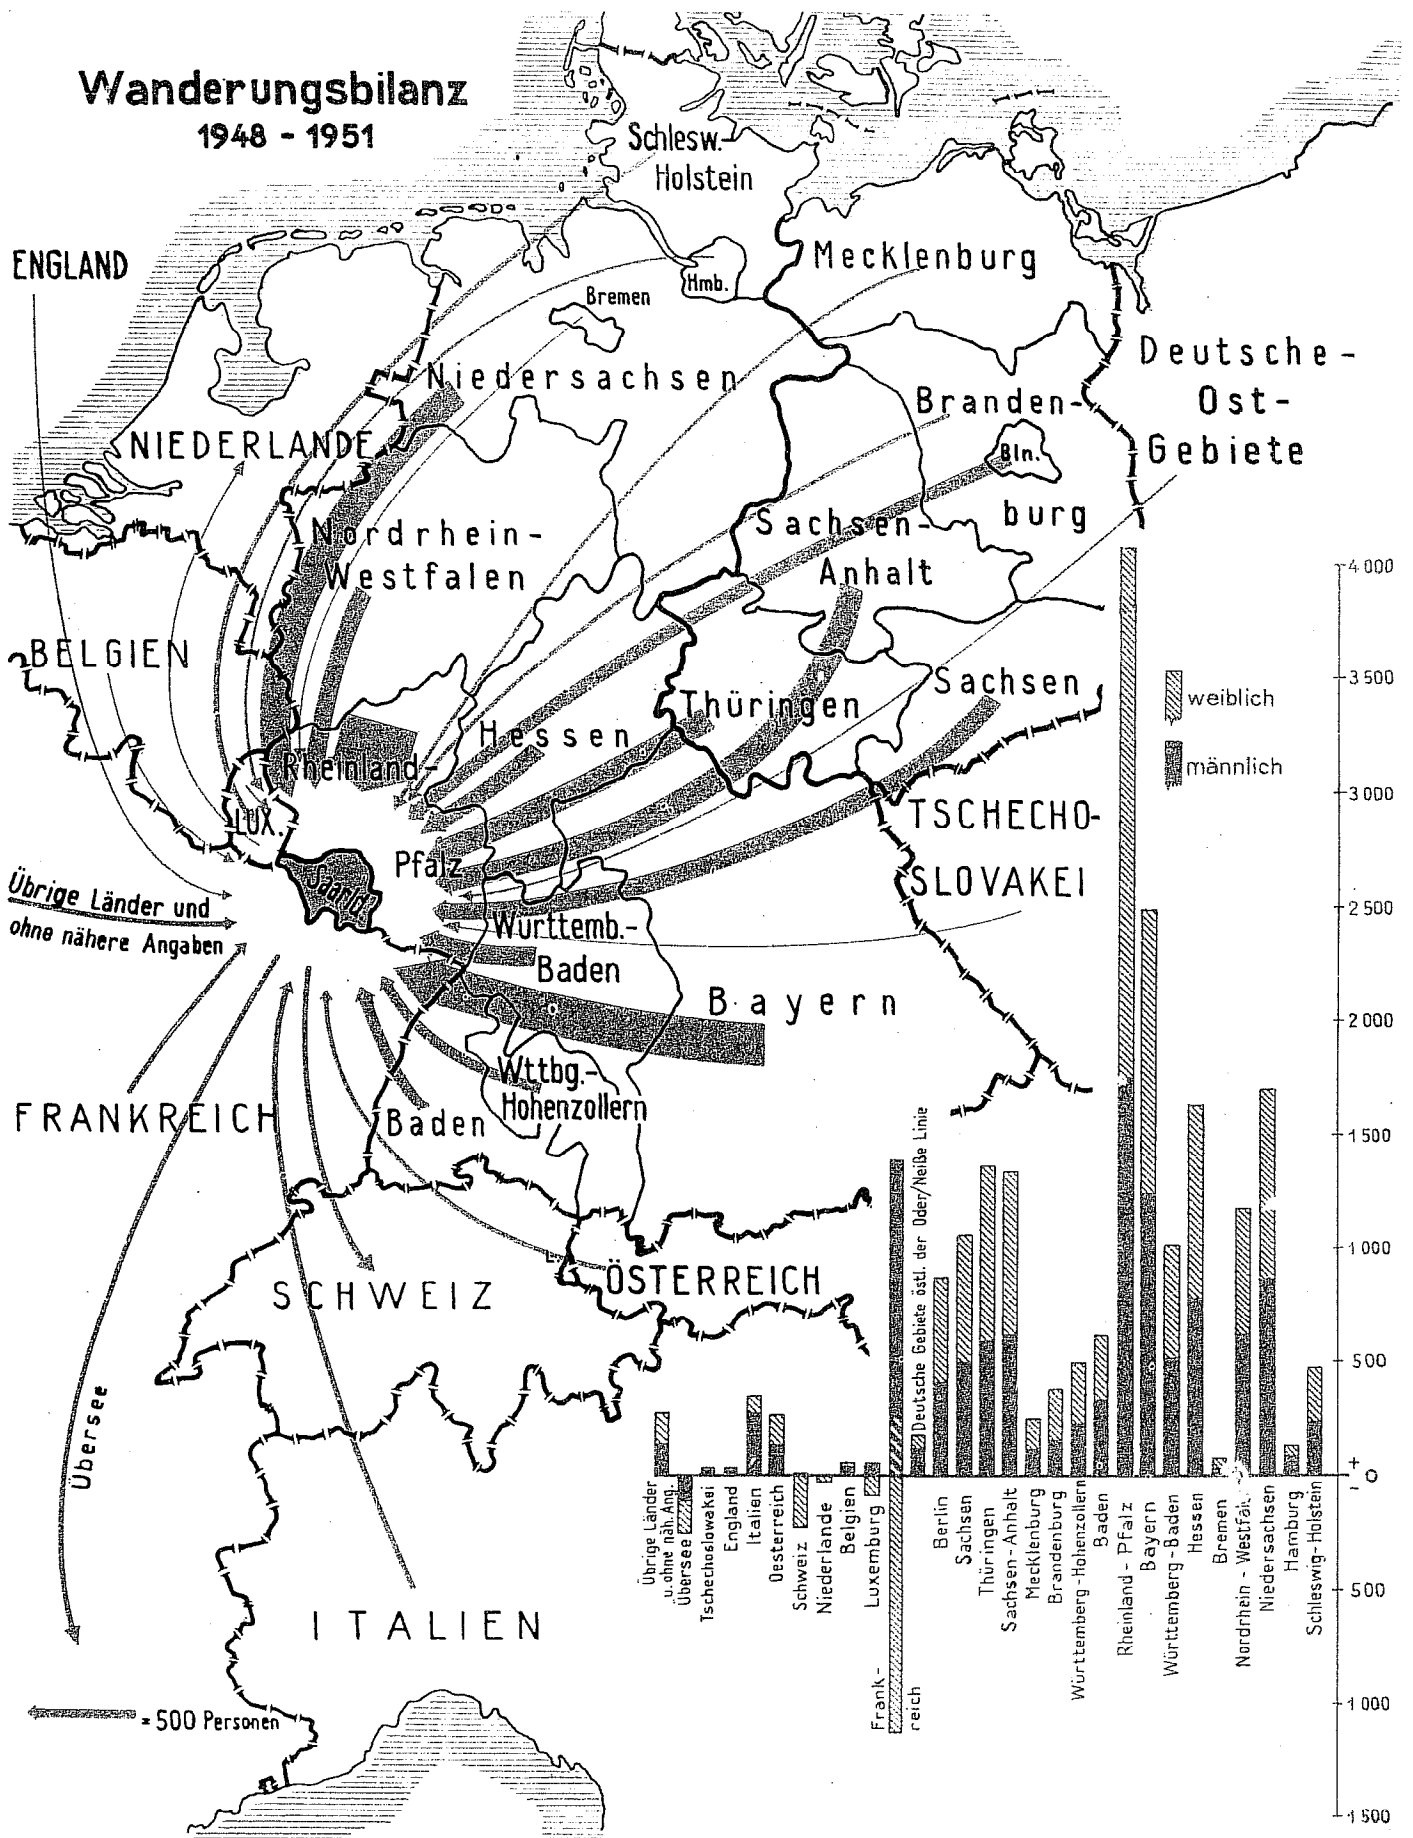 Wanderungsbilanz
1948 - 1951
Schlesw.-
Holstein
Mecklenburg
ENGLAND
Hmb.
Bremen
Deutsche-
Ost-
Gebiete
Niedersachsen
Branden-
burg
Bln.
NIEDERLANDE
Nordrhein-
Westfalen
Sachsen-
Anhalt
4 000
BELGIEN
Sachsen
3 500
weiblich
männlich
Thüringen
Hessen
Rheinland-
Pfalz
LUX.
Saarld.
TSCHECHO-
SLOVAKEI
3 000
Übrige Länder und
ohne nähere Angaben
Württemb.-
Baden
2 500
Bayern
2 000
Wttbg.-
Hohenzollern
FRANKREICH
Baden
1 500
ÖSTERREICH
SCHWEIZ
1 000
Übersee
500
+
0
-
500
ITALIEN
1 000
= 500 Personen
1 500
Übrige Länder
u. ohne näh. Ang.
Übersee
Tschechoslowakei
England
Italien
Oesterreich
Schweiz
Niederlande
Belgien
Luxemburg
Frank-
reich
Deutsche Gebiete östl. der Oder/Neiße Linie
Berlin
Sachsen
Thüringen
Sachsen-Anhalt
Mecklenburg
Brandenburg
Württemberg-Hohenzollern
Baden
Rheinland-Pfalz
Bayern
Württemberg-Baden
Hessen
Bremen
Nordrhein-Westfal.
Niedersachsen
Hamburg
Schleswig-Holstein